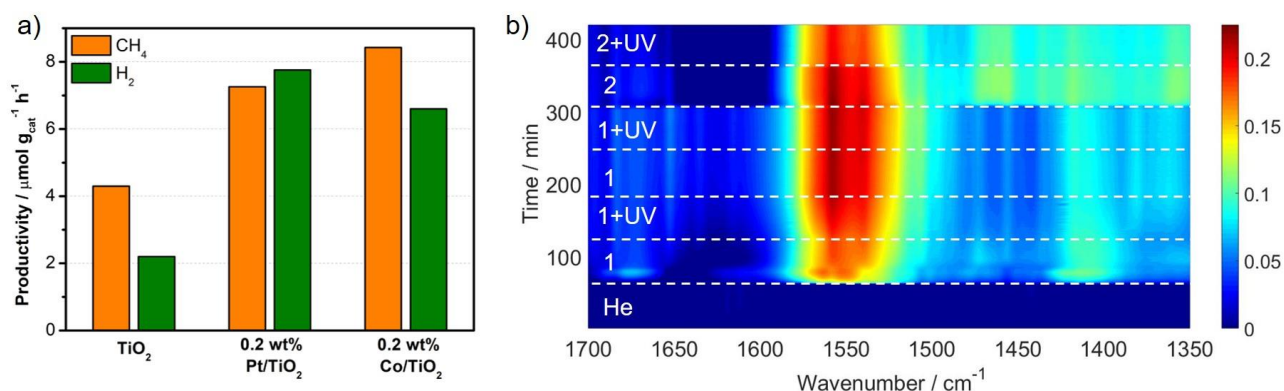 a)
Productivity / μmol g_cat⁻¹ h⁻¹
8
6
4
2
0
CH₄
H₂
TiO₂
0.2 wt%
Pt/TiO₂
0.2 wt%
Co/TiO₂
b)
Time / min
400
300
200
100
2+UV
2
1+UV
1
1+UV
1
He
1700 1650 1600 1550 1500 1450 1400 1350
Wavenumber / cm⁻¹
0.2
0.15
0.1
0.05
0